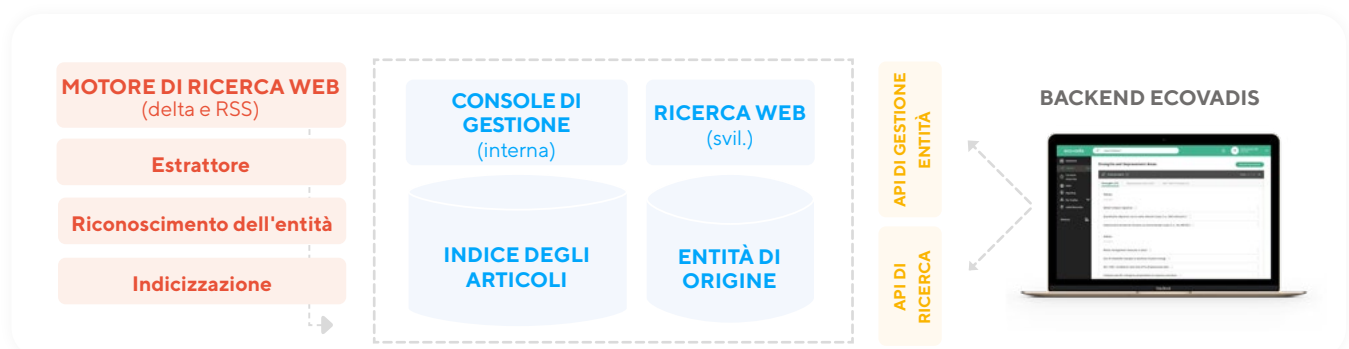 MOTORE DI RICERCA WEB
(delta e RSS)
Estrattore
Riconoscimento dell'entità
Indicizzazione
CONSOLE DI
GESTIONE
(interna)
RICERCA WEB
(svil.)
INDICE DEGLI
ARTICOLI
ENTITÀ DI
ORIGINE
API DI GESTIONE
ENTITÀ
API DI
RICERCA
BACKEND ECOVADIS